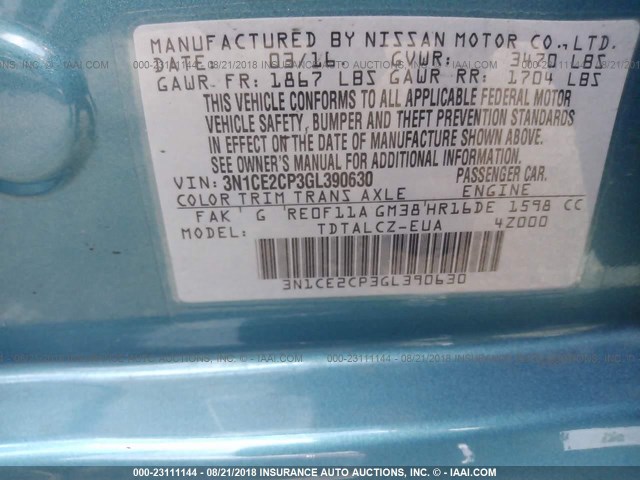 MANUFACTURED BY NISSAN MOTOR CO., LTD.
DATE: 03/16 GVWR: 3470 LBS
GAWR FR: 1867 LBS GAWR RR: 1704 LBS
THIS VEHICLE CONFORMS TO ALL APPLICABLE FEDERAL MOTOR
VEHICLE SAFETY, BUMPER AND THEFT PREVENTION STANDARDS
IN EFFECT ON THE DATE OF MANUFACTURE SHOWN ABOVE.
SEE OWNER'S MANUAL FOR ADDITIONAL INFORMATION
VIN: 3N1CE2CP3GL390630 PASSENGER CAR.
COLOR TRIM TRANS AXLE ENGINE
FAK' G 'RE0F11A GM38'HR16DE 1598 CC
MODEL: TDTALCZ-EUA 4Z000
3N1CE2CP3GL390630
000-23111144 - 08/21/2018 INSURANCE AUTO AUCTIONS INC. - © IAAI.COM